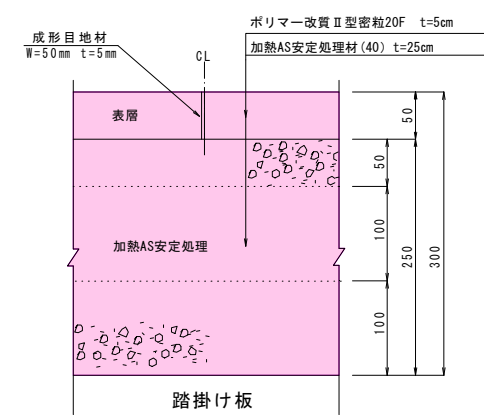 ポリマー改質Ⅱ型密粒20F t=5cm
成形目地材
W=50mm t=5mm
CL
加熱AS安定処理材(40) t=25cm
表層
50
50
100
250
300
加熱AS安定処理
100
踏掛け板